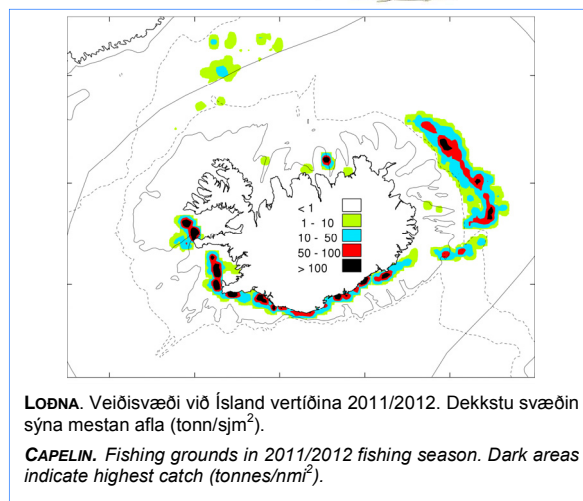 < 1
1 - 10
10 - 50
50 - 100
> 100
LOÐNA. Veiðisvæði við Ísland vertíðina 2011/2012. Dekkstu svæðin
sýna mestan afla (tonn/sjm²).
CAPELIN. Fishing grounds in 2011/2012 fishing season. Dark areas
indicate highest catch (tonnes/nmi²).